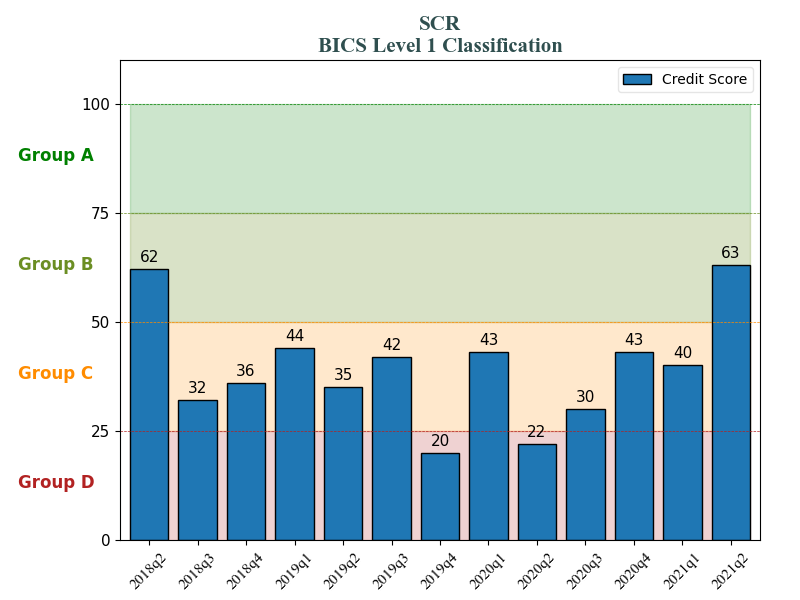 SCR
BICS Level 1 Classification
Credit Score
100
Group A
75
Group B
62
63
50
44
43
43
42
40
Group C
36
35
32
30
25
22
20
Group D
0
2018q2 2018q3 2018q4 2019q1 2019q2 2019q3 2019q4 2020q1 2020q2 2020q3 2020q4 2021q1 2021q2